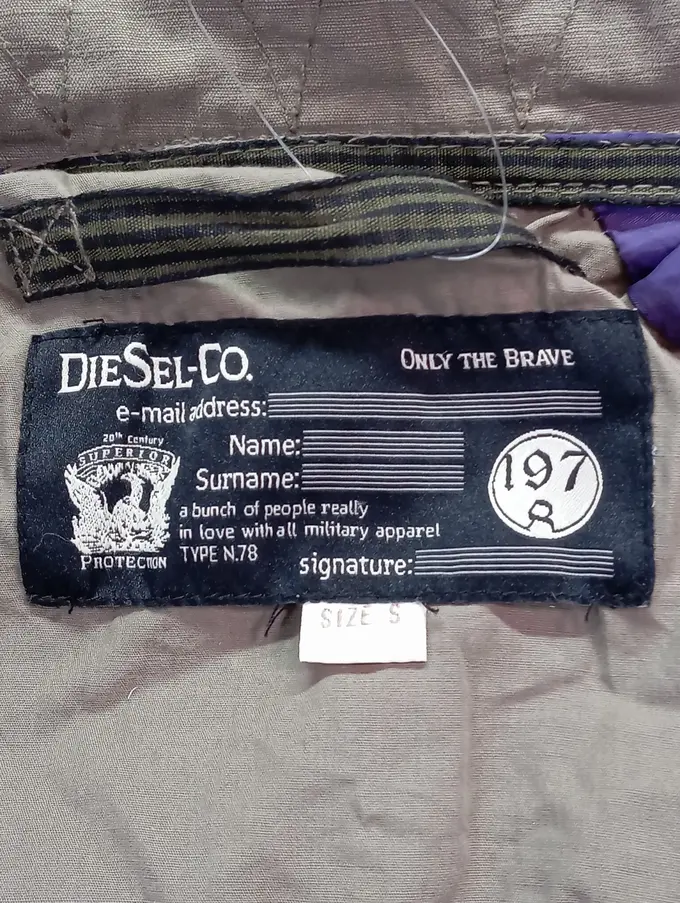 DIESEL-CO.
ONLY THE BRAVE
e-mail address:
20th Century
SUPERIOR
PROTECTION
Name:
Surname:
197
8
a bunch of people really
in love with all military apparel
TYPE N.78
signature:
SIZE S